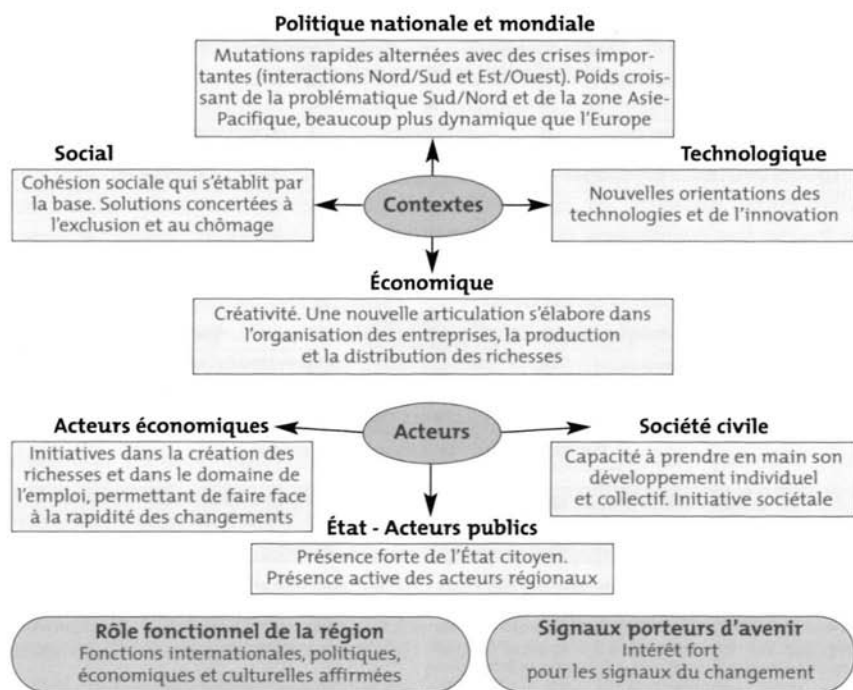 Politique nationale et mondiale
Mutations rapides alternées avec des crises impor-
tantes (interactions Nord/Sud et Est/Ouest). Poids crois-
sant de la problématique Sud/Nord et de la zone Asie-
Pacifique, beaucoup plus dynamique que l'Europe
Social
Cohésion sociale qui s'établit par
la base. Solutions concertées à
l'exclusion et au chômage
Contextes
Technologique
Nouvelles orientations des
technologies et de l'innovation
Économique
Créativité. Une nouvelle articulation s'élabore dans
l'organisation des entreprises, la production
et la distribution des richesses
Acteurs économiques
Initiatives dans la création des
richesses et dans le domaine de
l'emploi, permettant de faire face
à la rapidité des changements
Acteurs
Société civile
Capacité à prendre en main son
développement individuel
et collectif. Initiative sociétale
État - Acteurs publics
Présence forte de l'État citoyen.
Présence active des acteurs régionaux
Rôle fonctionnel de la région
Fonctions internationales, politiques,
économiques et culturelles affirmées
Signaux porteurs d'avenir
Intérêt fort
pour les signaux du changement